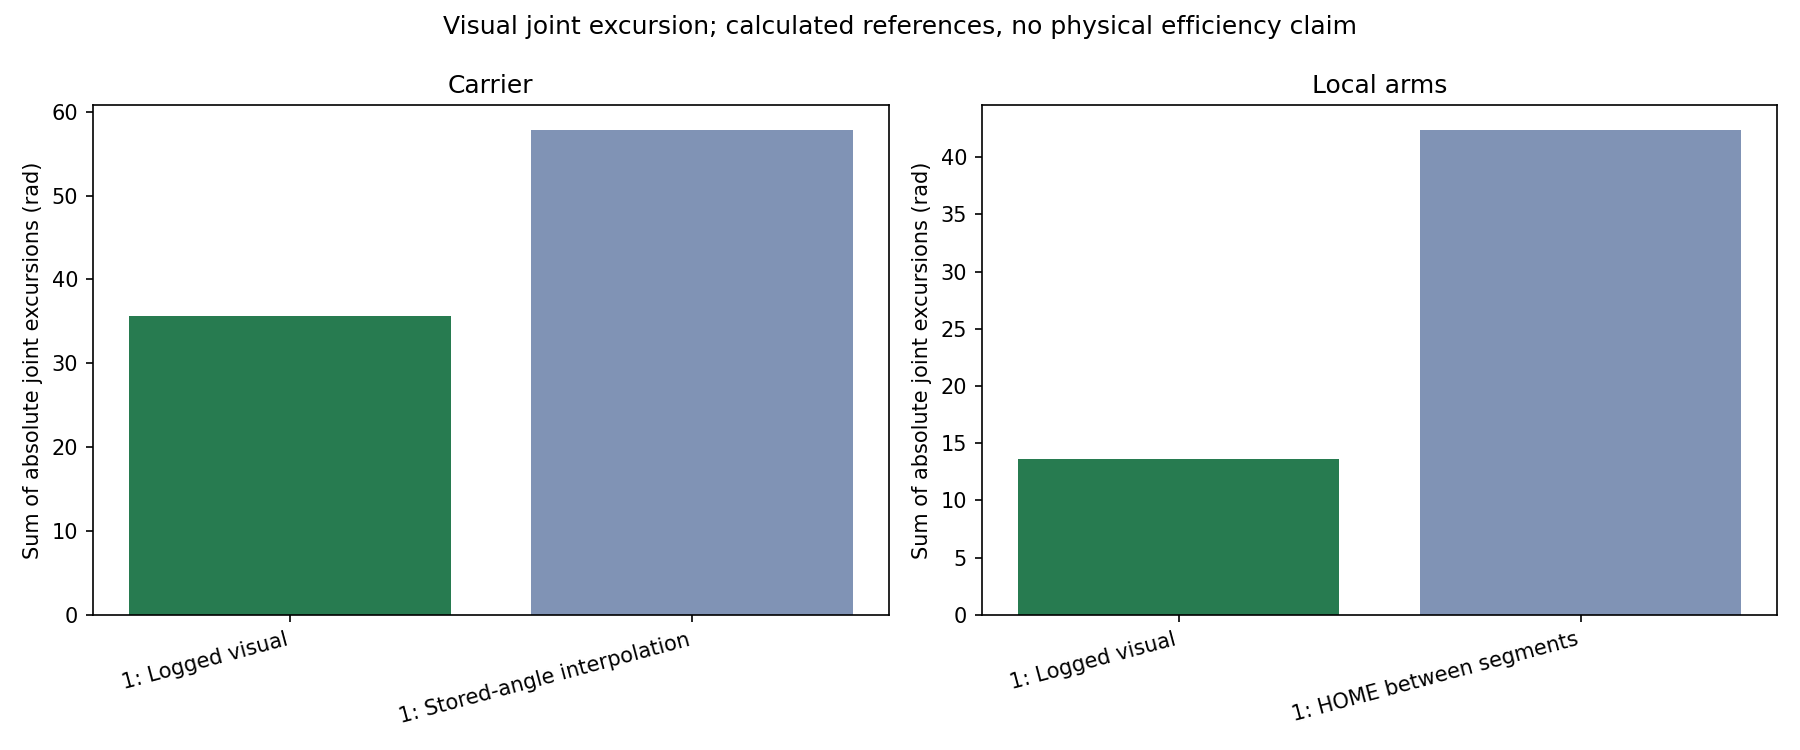 Visual joint excursion; calculated references, no physical efficiency claim
Carrier
Sum of absolute joint excursions (rad)
60
50
40
30
20
10
0
1: Logged visual
1: Stored-angle interpolation
Local arms
Sum of absolute joint excursions (rad)
40
35
30
25
20
15
10
5
0
1: Logged visual
1: HOME between segments